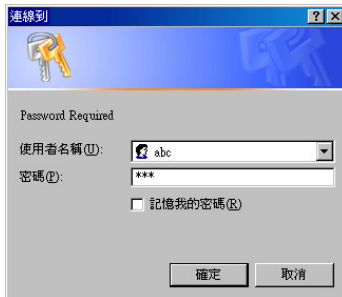 連線到
Password Required
使用者名稱(U):
abc
密碼(P):
***
記憶我的密碼(R)
確定
取消